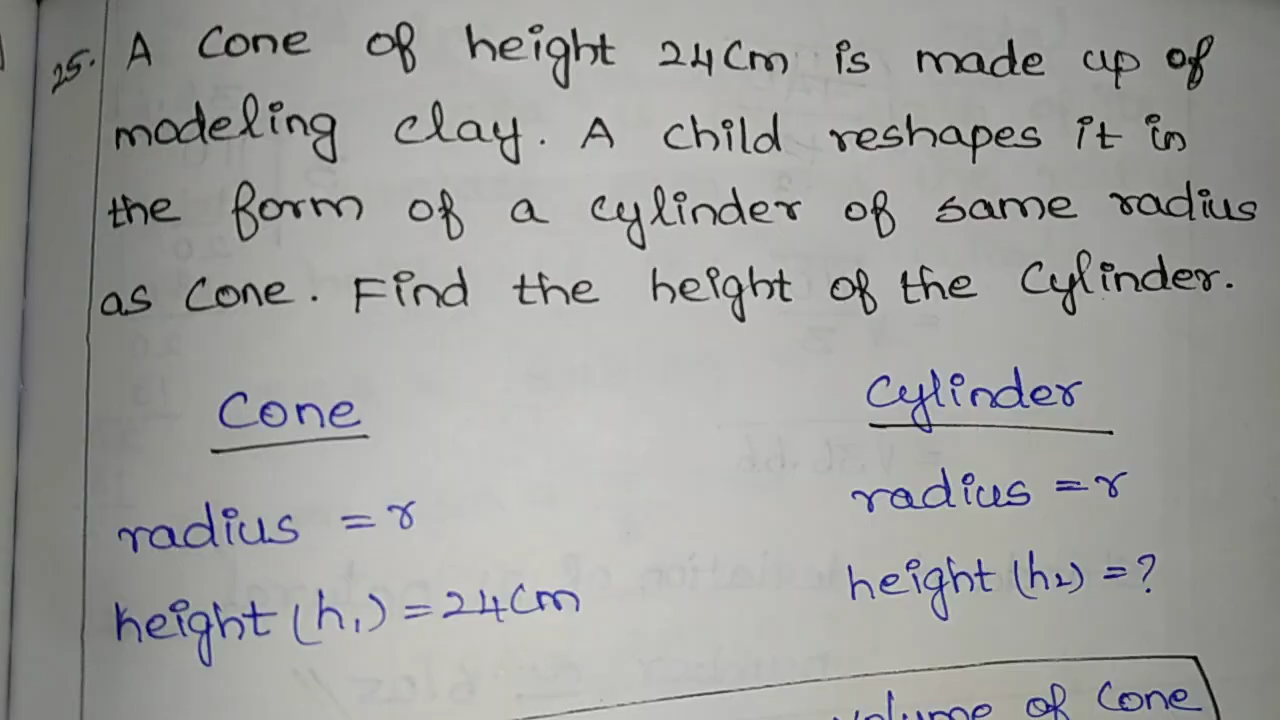 25. A Cone of height 24Cm is made up of
modeling clay. A child reshapes it in
the form of a cylinder of same radius
as Cone. Find the height of the Cylinder.
Cone
Cylinder
radius = r
radius = r
height (h1) = 24Cm
height (h2) = ?
volume of Cone